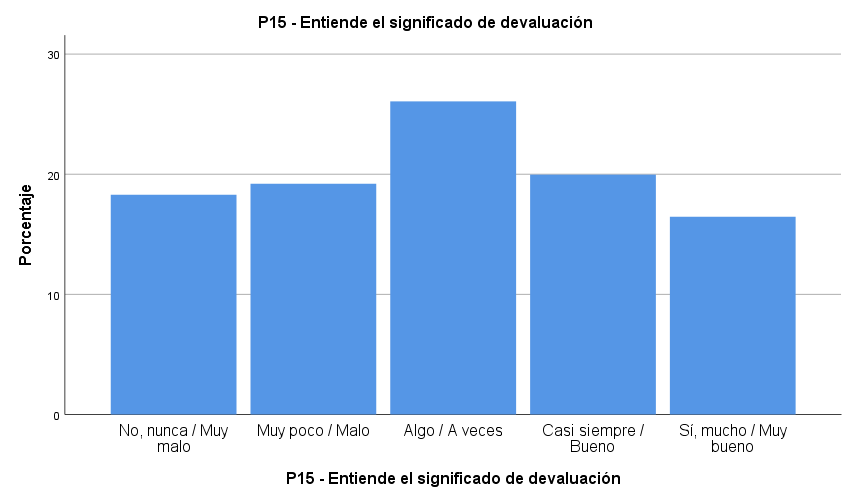 P15 - Entiende el significado de devaluación
30
20
10
0
Porcentaje
No, nunca / Muy
malo
Muy poco / Malo
Algo / A veces
Casi siempre /
Bueno
Sí, mucho / Muy
bueno
P15 - Entiende el significado de devaluación